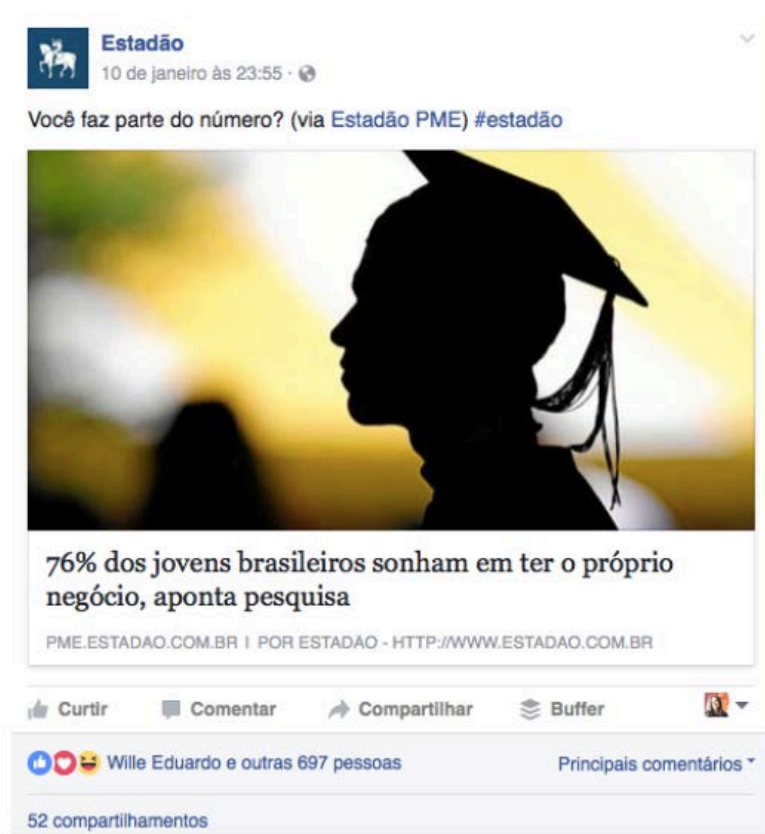 Estadão
10 de janeiro às 23:55 ·
Você faz parte do número? (via Estadão PME) #estadão
76% dos jovens brasileiros sonham em ter o próprio
negócio, aponta pesquisa
PME.ESTADAO.COM.BR | POR ESTADÃO - HTTP://WWW.ESTADAO.COM.BR
Curtir Comentar Compartilhar Buffer
Wille Eduardo e outras 697 pessoas Principais comentários
52 compartilhamentos